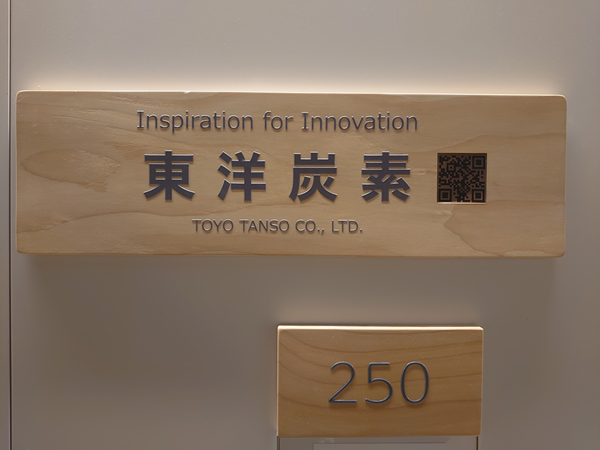 Inspiration for Innovation
東洋炭素
TOYO TANSO CO., LTD.
250